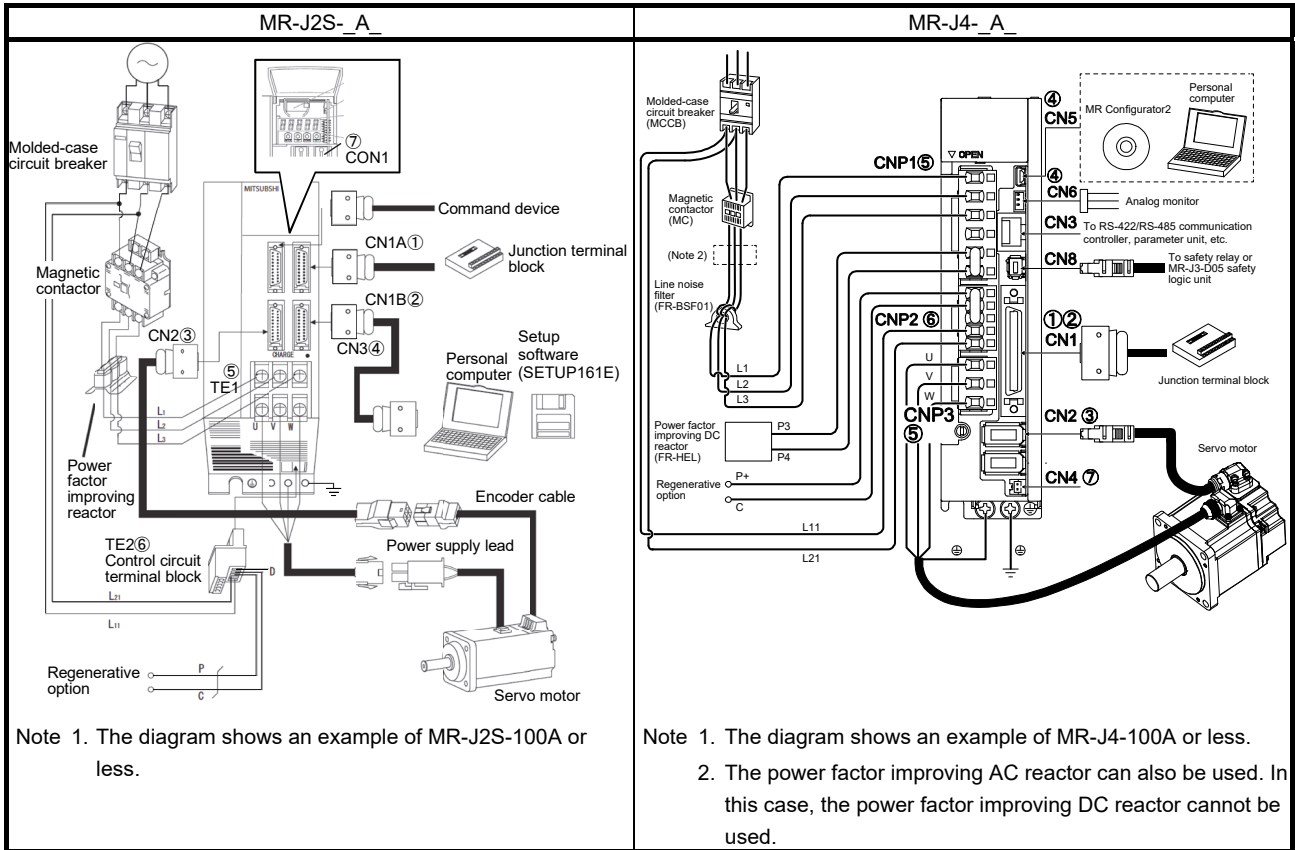 MR-J2S-_A_
Molded-case
circuit breaker
⑦
CON1
MITSUBSHI
Command device
CN1A①
Junction terminal
block
Magnetic
contactor
CN1B②
CN2③
CHARGE
CN3④
Setup
software
(SETUP161E)
Personal
computer
⑤
TE1
L1
L2
L3
U V W
Power
factor
improving
reactor
Encoder cable
TE2⑥
Control circuit
terminal block
D
Power supply lead
L21
L11
Regenerative
option
P
C
Servo motor
Note 1. The diagram shows an example of MR-J2S-100A or
less.
MR-J4-_A_
Molded-case
circuit breaker
(MCCB)
④
CN5
MR Configurator2
Personal
computer
OPEN
CNP1⑤
④
CN6
Analog monitor
Magnetic
contactor
(MC)
CN3
To RS-422/RS-485 communication
controller, parameter unit, etc.
(Note 2)
CN8
To safety relay or
MR-J3-D05 safety
logic unit
Line noise
filter
(FR-BSF01)
CNP2 ⑥
①②
CN1
Junction terminal block
L1
L2
L3
U
V
W
CNP3
⑤
CN2 ③
Servo motor
Power factor
improving DC
reactor
(FR-HEL)
P3
P4
CN4 ⑦
Regenerative
option
P+
C
L11
L21
Note 1. The diagram shows an example of MR-J4-100A or less.
2. The power factor improving AC reactor can also be used. In
this case, the power factor improving DC reactor cannot be
used.